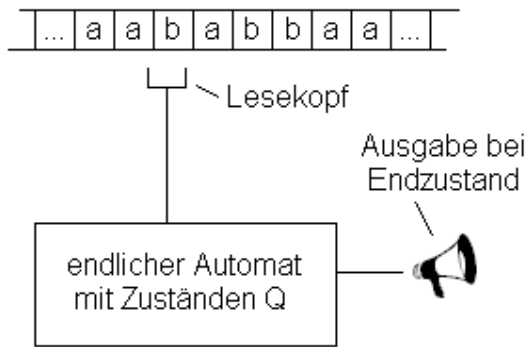 ... a a b a b b a a ...
Lesekopf
Ausgabe bei
Endzustand
endlicher Automat
mit Zuständen Q